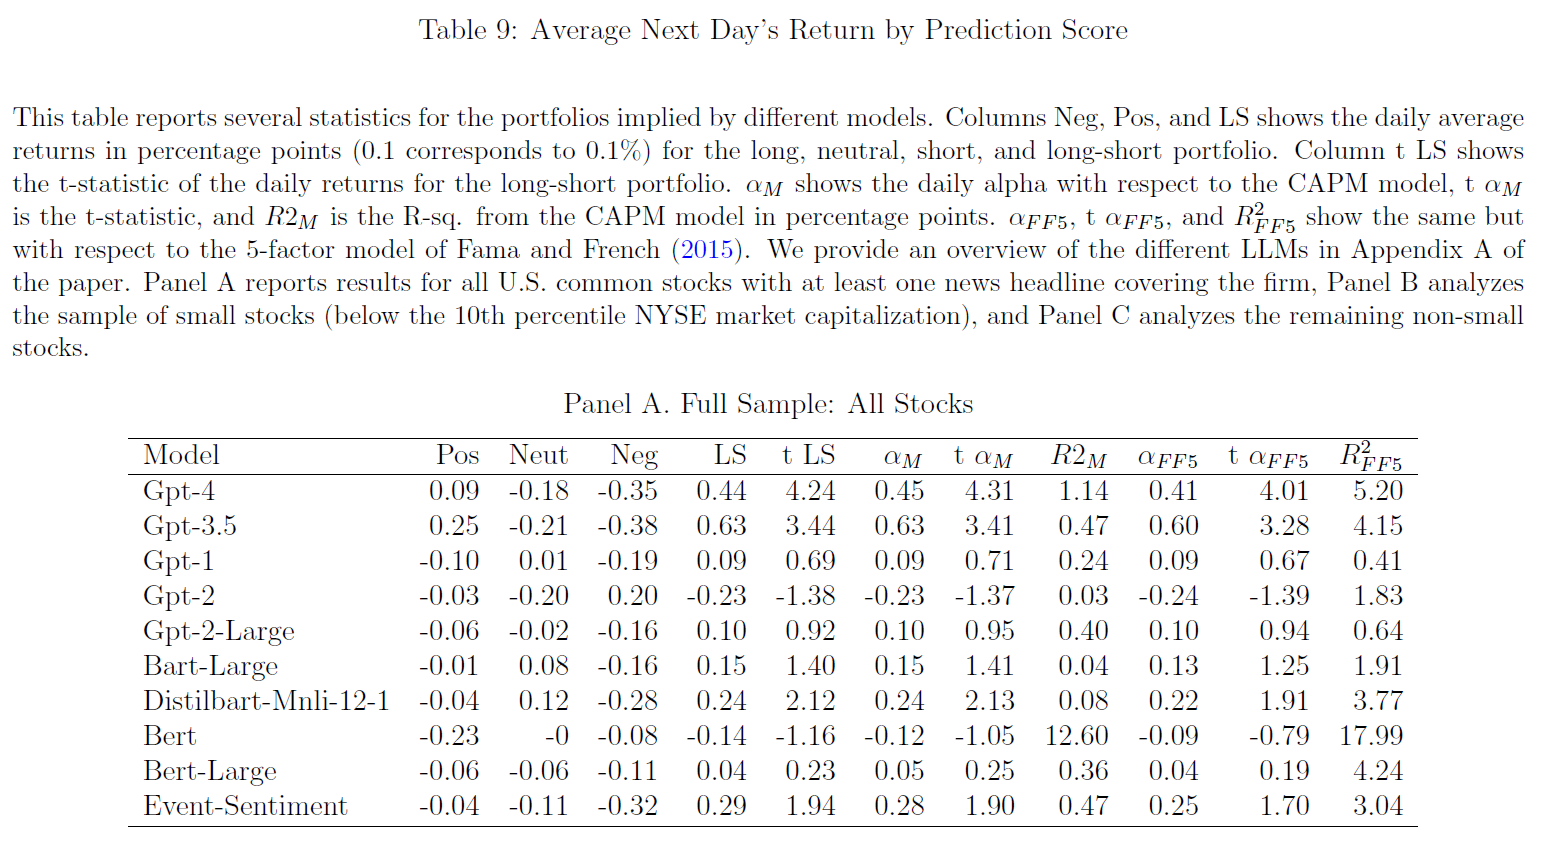 Table 9: Average Next Day's Return by Prediction Score
This table reports several statistics for the portfolios implied by different models. Columns Neg, Pos, and LS shows the daily average
returns in percentage points (0.1 corresponds to 0.1%) for the long, neutral, short, and long-short portfolio. Column t LS shows
the t-statistic of the daily returns for the long-short portfolio. α_M shows the daily alpha with respect to the CAPM model, t α_M
is the t-statistic, and R2_M is the R-sq. from the CAPM model in percentage points. α_FF5, t α_FF5, and R²_FF5 show the same but
with respect to the 5-factor model of Fama and French (2015). We provide an overview of the different LLMs in Appendix A of
the paper. Panel A reports results for all U.S. common stocks with at least one news headline covering the firm, Panel B analyzes
the sample of small stocks (below the 10th percentile NYSE market capitalization), and Panel C analyzes the remaining non-small
stocks.
Panel A. Full Sample: All Stocks
Model Pos Neut Neg LS t LS α_M t α_M R2_M α_FF5 t α_FF5 R²_FF5
Gpt-4 0.09 -0.18 -0.35 0.44 4.24 0.45 4.31 1.14 0.41 4.01 5.20
Gpt-3.5 0.25 -0.21 -0.38 0.63 3.44 0.63 3.41 0.47 0.60 3.28 4.15
Gpt-1 -0.10 0.01 -0.19 0.09 0.69 0.09 0.71 0.24 0.09 0.67 0.41
Gpt-2 -0.03 -0.20 0.20 -0.23 -1.38 -0.23 -1.37 0.03 -0.24 -1.39 1.83
Gpt-2-Large -0.06 -0.02 -0.16 0.10 0.92 0.10 0.95 0.40 0.10 0.94 0.64
Bart-Large -0.01 0.08 -0.16 0.15 1.40 0.15 1.41 0.04 0.13 1.25 1.91
Distilbart-Mnli-12-1 -0.04 0.12 -0.28 0.24 2.12 0.24 2.13 0.08 0.22 1.91 3.77
Bert -0.23 -0 -0.08 -0.14 -1.16 -0.12 -1.05 12.60 -0.09 -0.79 17.99
Bert-Large -0.06 -0.06 -0.11 0.04 0.23 0.05 0.25 0.36 0.04 0.19 4.24
Event-Sentiment -0.04 -0.11 -0.32 0.29 1.94 0.28 1.90 0.47 0.25 1.70 3.04